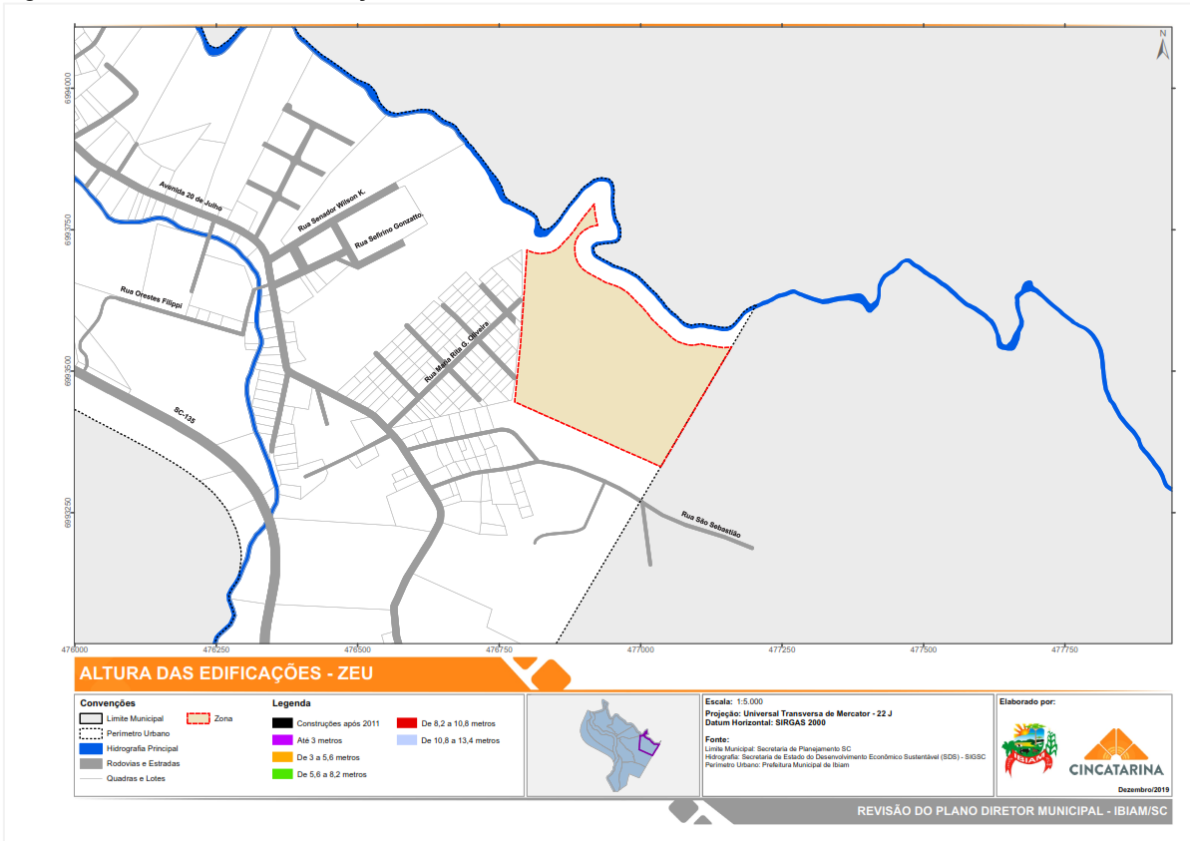 N
6994000
6993750
6993500
6993250
Avenida 20 de Julho
Rua Senador Wilson K.
Rua Sefirino Gonzatto.
Rua Orestes Filippi
Rua Maria Rita G. Oliveira
SC-135
Rua São Sebastião
476000 476250 476500 476750 477000 477250 477500 477750
ALTURA DAS EDIFICAÇÕES - ZEU
Convenções
Limite Municipal
Zona
Perímetro Urbano
Hidrografia Principal
Rodovias e Estradas
Quadras e Lotes
Legenda
Construções após 2011
De 8,2 a 10,8 metros
Até 3 metros
De 10,8 a 13,4 metros
De 3 a 5,6 metros
De 5,6 a 8,2 metros
Escala: 1:5.000
Projeção: Universal Transversa de Mercator - 22 J
Datum Horizontal: SIRGAS 2000
Fonte:
Limite Municipal: Secretaria de Planejamento SC
Hidrografia: Secretaria de Estado do Desenvolvimento Econômico Sustentável (SDS) - SIGSC
Perímetro Urbano: Prefeitura Municipal de Ibiam
Elaborado por:
IBIAM
CINCATARINA
Dezembro/2019
REVISÃO DO PLANO DIRETOR MUNICIPAL - IBIAM/SC